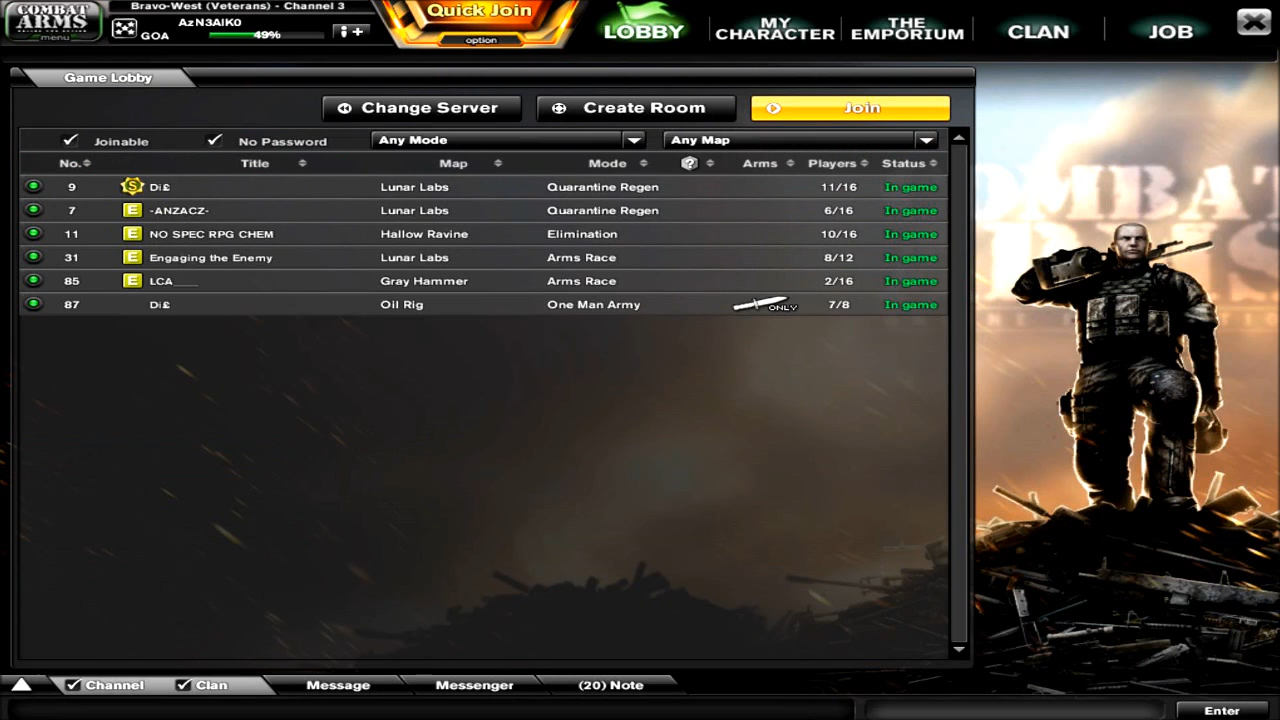 COMBAT ARMS
menu
Bravo-West (Veterans) - Channel 3
GOA
AzN3AlK0
49%
Quick Join
option
LOBBY
MY CHARACTER
THE EMPORIUM
CLAN
JOB
Game Lobby
Change Server
Create Room
Join
Joinable
No Password
Any Mode
Any Map
No. Title Map Mode Arms Players Status
9 S Di£ Lunar Labs Quarantine Regen 11/16 In game
7 E -ANZACZ- Lunar Labs Quarantine Regen 6/16 In game
11 E NO SPEC RPG CHEM Hallow Ravine Elimination 10/16 In game
31 E Engaging the Enemy Lunar Labs Arms Race 8/12 In game
85 E LCA____ Gray Hammer Arms Race 2/16 In game
87 Di£ Oil Rig One Man Army ONLY 7/8 In game
Channel
Clan
Message
Messenger
(20) Note
Enter